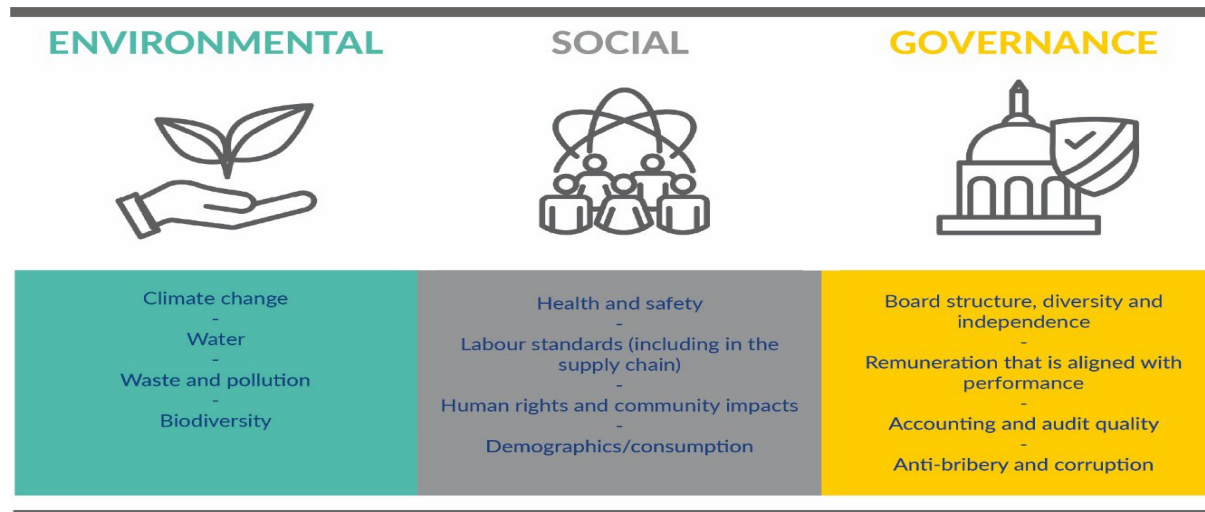 ENVIRONMENTAL
Climate change
-
Water
-
Waste and pollution
-
Biodiversity
SOCIAL
Health and safety
-
Labour standards (including in the
supply chain)
-
Human rights and community impacts
-
Demographics/consumption
GOVERNANCE
Board structure, diversity and
independence
-
Remuneration that is aligned with
performance
-
Accounting and audit quality
-
Anti-bribery and corruption